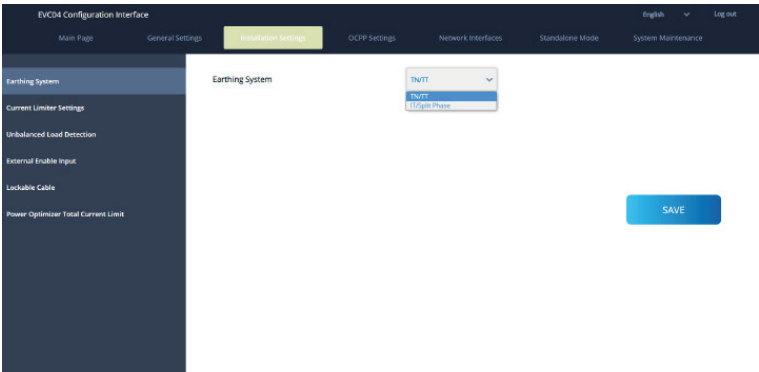 EVC04 Configuration Interface
English
Log out
Main Page
General Settings
Installation Settings
OCPP Settings
Network Interfaces
Standalone Mode
System Maintenance
Earthing System
Current Limiter Settings
Unbalanced Load Detection
External Enable Input
Lockable Cable
Power Optimizer Total Current Limit
Earthing System
TN/TT
TN/TT
IT/Split Phase
SAVE